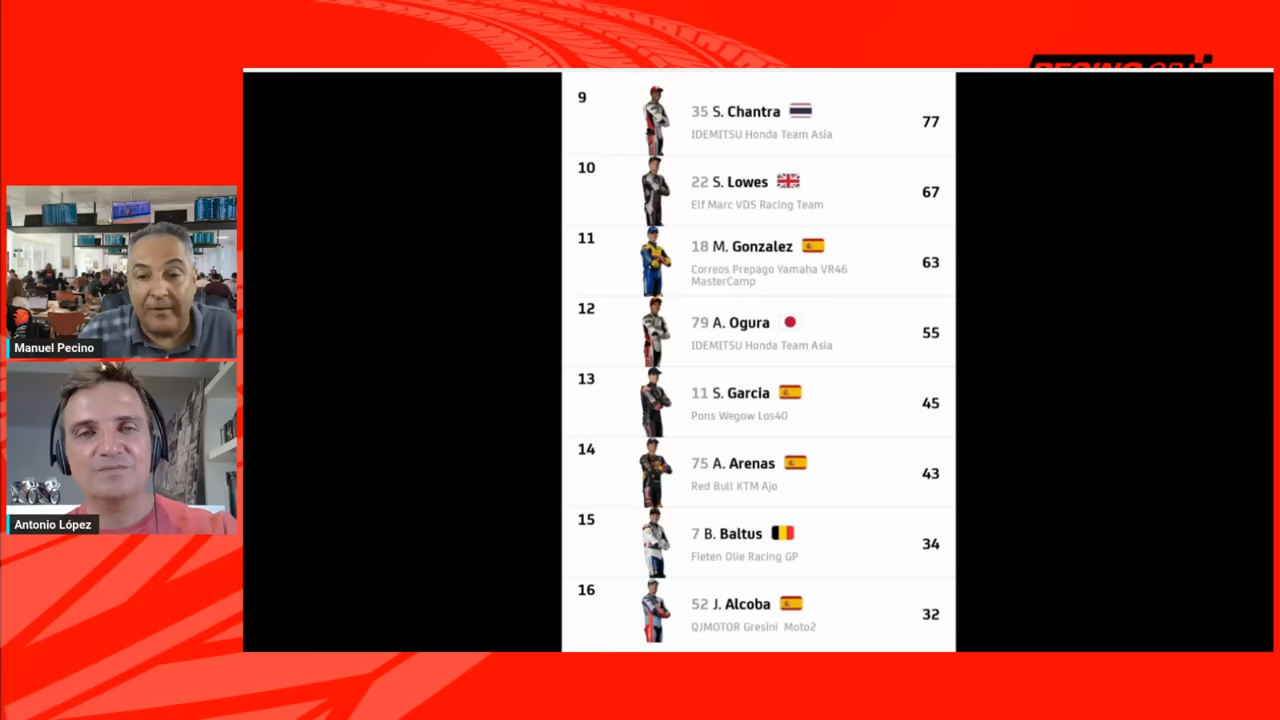 9
35 S. Chantra
IDEMITSU Honda Team Asia
77
10
22 S. Lowes
Elf Marc VDS Racing Team
67
11
18 M. Gonzalez
Correos Prepago Yamaha VR46
MasterCamp
63
12
79 A. Ogura
IDEMITSU Honda Team Asia
55
13
11 S. Garcia
Pons Wegow Los40
45
14
75 A. Arenas
Red Bull KTM Ajo
43
15
7 B. Baltus
Fieten Olie Racing GP
34
16
52 J. Alcoba
QJMOTOR Gresini Moto2
32
Manuel Pecino
Antonio López